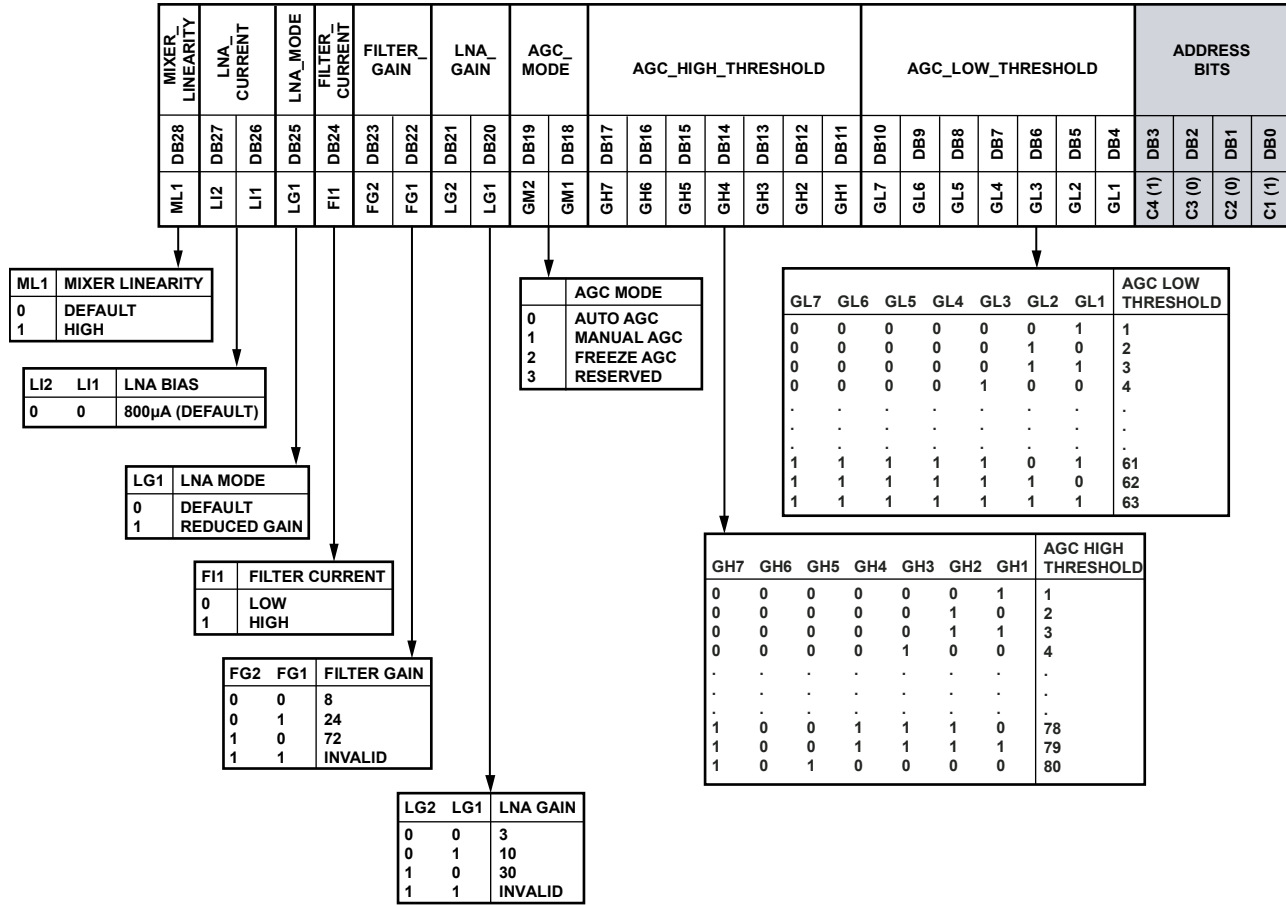 MIXER_
LINEARITY
LNA_
CURRENT
LNA_MODE
FILTER_
CURRENT
FILTER_
GAIN
LNA_
GAIN
AGC_
MODE
AGC_HIGH_THRESHOLD
AGC_LOW_THRESHOLD
ADDRESS
BITS
DB28 DB27 DB26 DB25 DB24 DB23 DB22 DB21 DB20 DB19 DB18 DB17 DB16 DB15 DB14 DB13 DB12 DB11 DB10 DB9 DB8 DB7 DB6 DB5 DB4 DB3 DB2 DB1 DB0
ML1 LI2 LI1 LG1 FI1 FG2 FG1 LG2 LG1 GM2 GM1 GH7 GH6 GH5 GH4 GH3 GH2 GH1 GL7 GL6 GL5 GL4 GL3 GL2 GL1 C4 (1) C3 (0) C2 (0) C1 (1)
ML1 MIXER LINEARITY
0 DEFAULT
1 HIGH
LI2 LI1 LNA BIAS
0 0 800µA (DEFAULT)
LG1 LNA MODE
0 DEFAULT
1 REDUCED GAIN
FI1 FILTER CURRENT
0 LOW
1 HIGH
FG2 FG1 FILTER GAIN
0 0 8
0 1 24
1 0 72
1 1 INVALID
LG2 LG1 LNA GAIN
0 0 3
0 1 10
1 0 30
1 1 INVALID
AGC MODE
0 AUTO AGC
1 MANUAL AGC
2 FREEZE AGC
3 RESERVED
GL7 GL6 GL5 GL4 GL3 GL2 GL1 AGC LOW
THRESHOLD
0 0 0 0 0 0 1 1
0 0 0 0 0 1 0 2
0 0 0 0 0 1 1 3
0 0 0 0 1 0 0 4
. . . . . . . .
. . . . . . . .
. . . . . . . .
1 1 1 1 1 0 1 61
1 1 1 1 1 1 0 62
1 1 1 1 1 1 1 63
GH7 GH6 GH5 GH4 GH3 GH2 GH1 AGC HIGH
THRESHOLD
0 0 0 0 0 0 1 1
0 0 0 0 0 1 0 2
0 0 0 0 0 1 1 3
0 0 0 0 1 0 0 4
. . . . . . . .
. . . . . . . .
. . . . . . . .
1 0 0 1 1 1 0 78
1 0 0 1 1 1 1 79
1 0 1 0 0 0 0 80